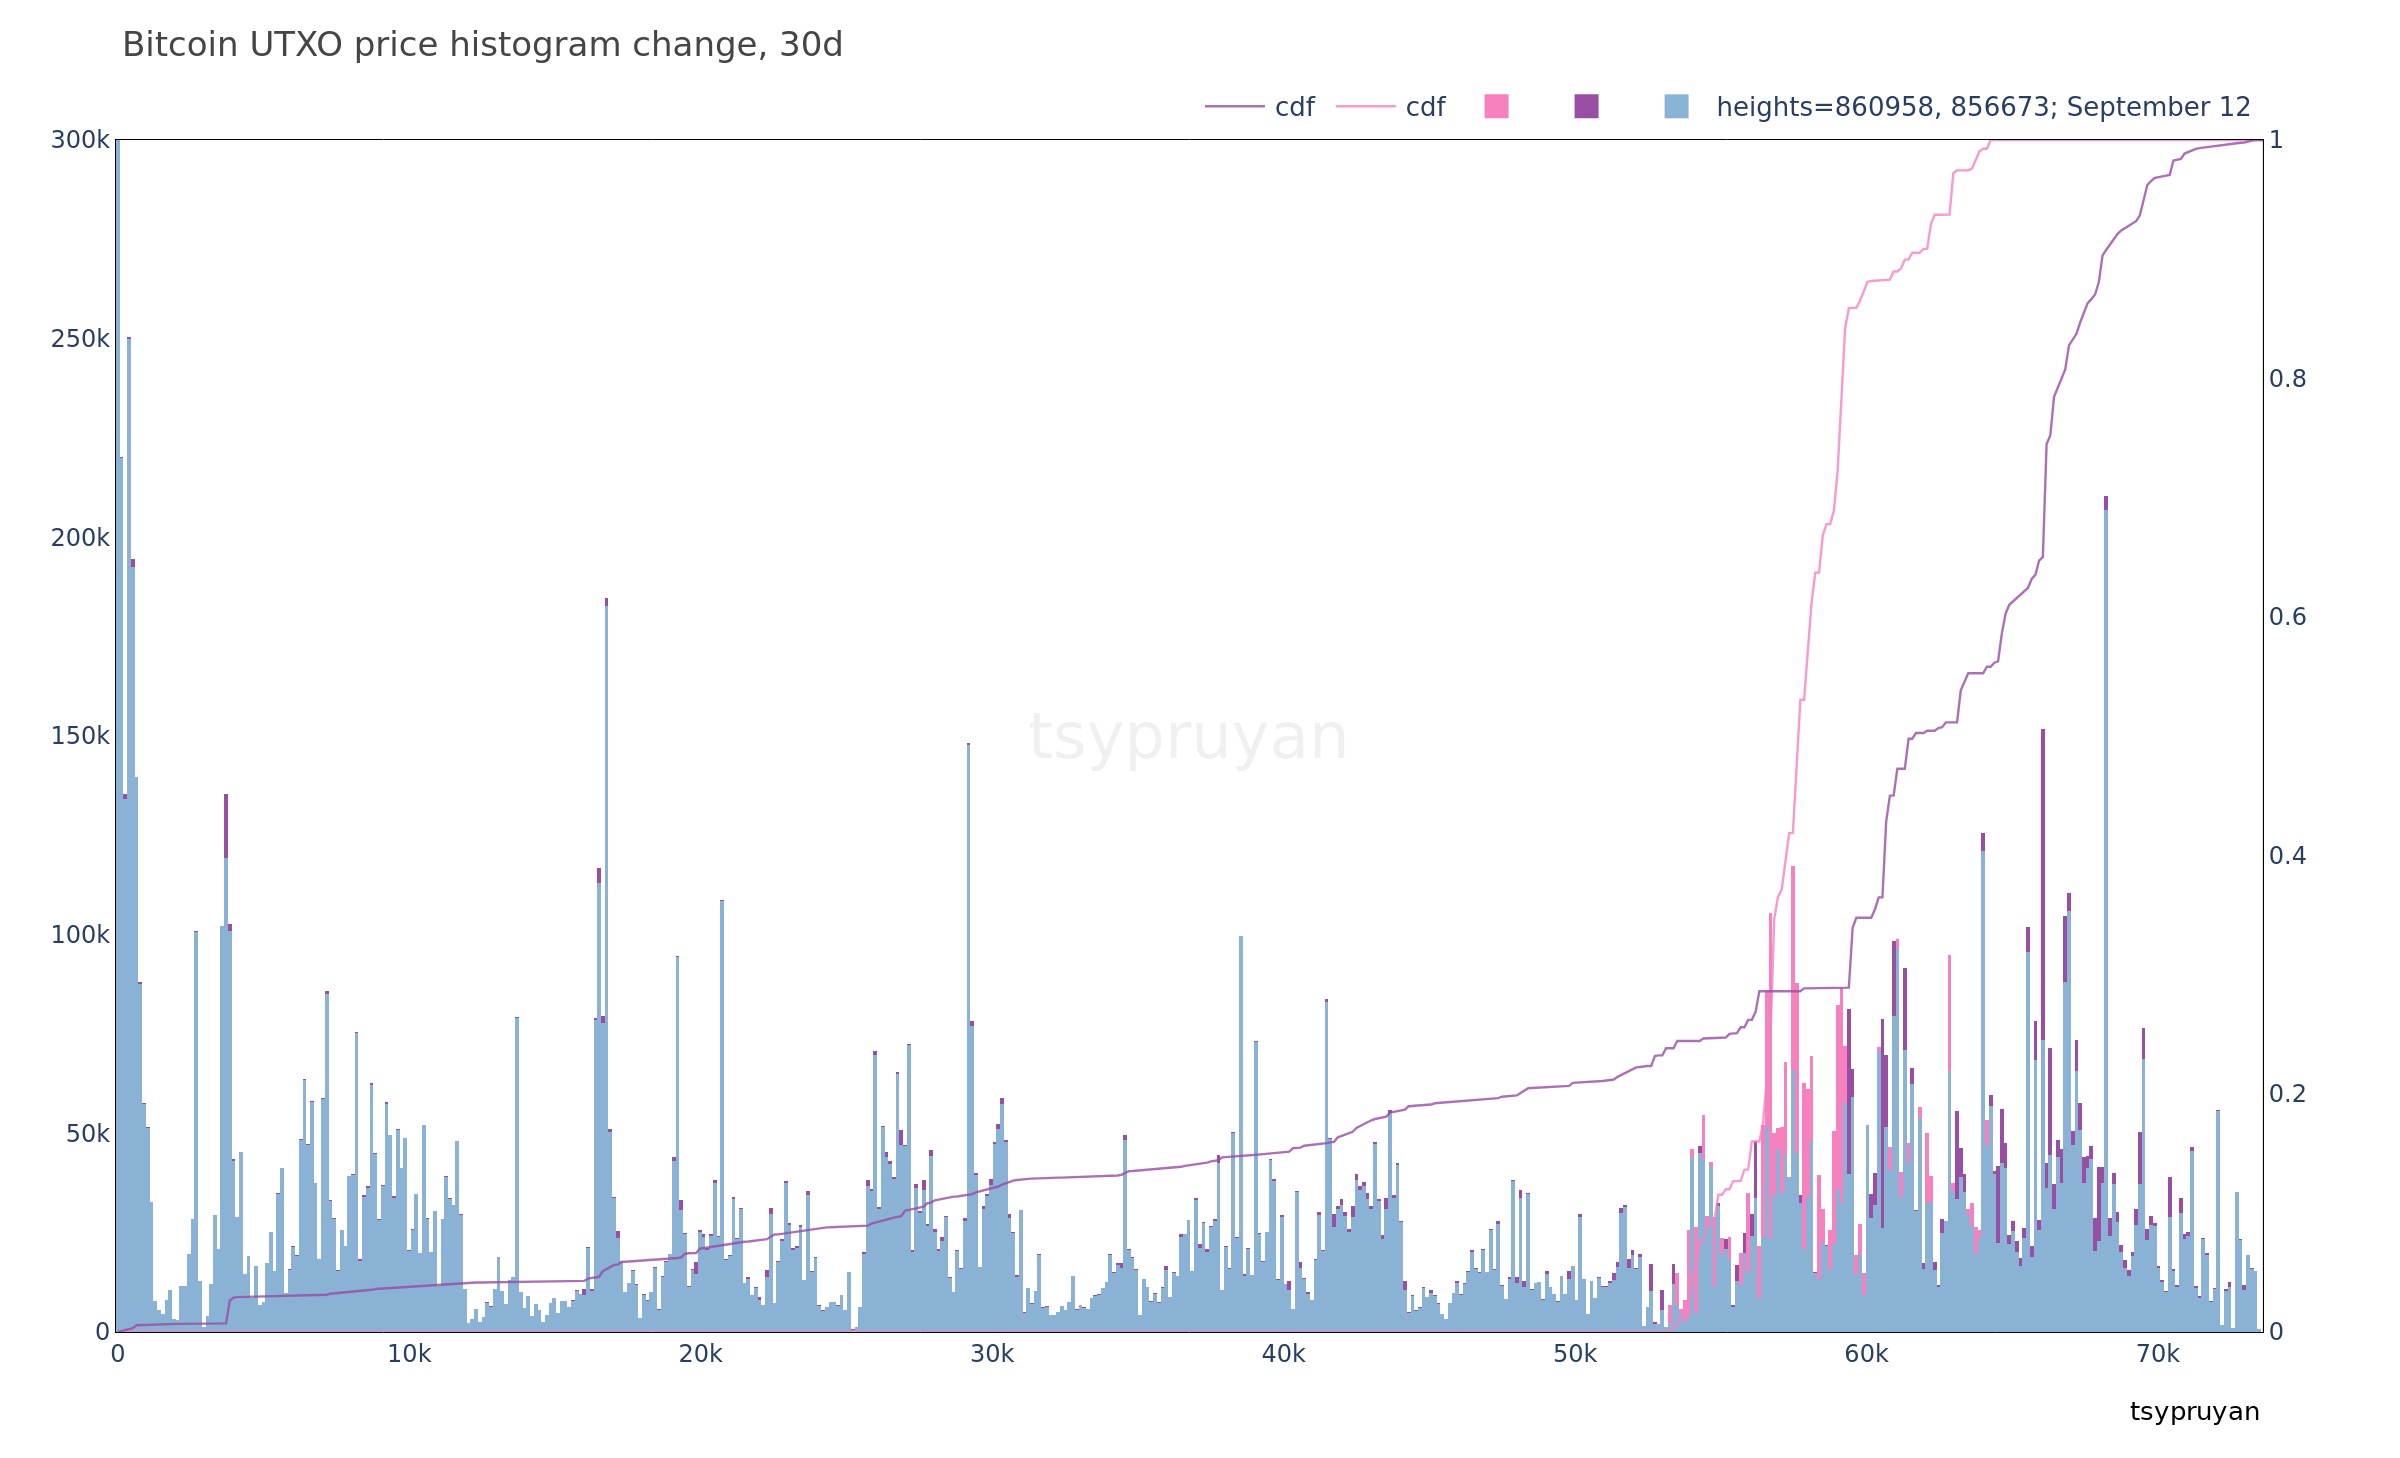 Bitcoin UTXO price histogram change, 30d
cdf cdf heights=860958, 856673; September 12
300k 1
250k
0.8
200k
0.6
150k
tsypruyan
0.4
100k
0.2
50k
0 0
0 10k 20k 30k 40k 50k 60k 70k
tsypruyan